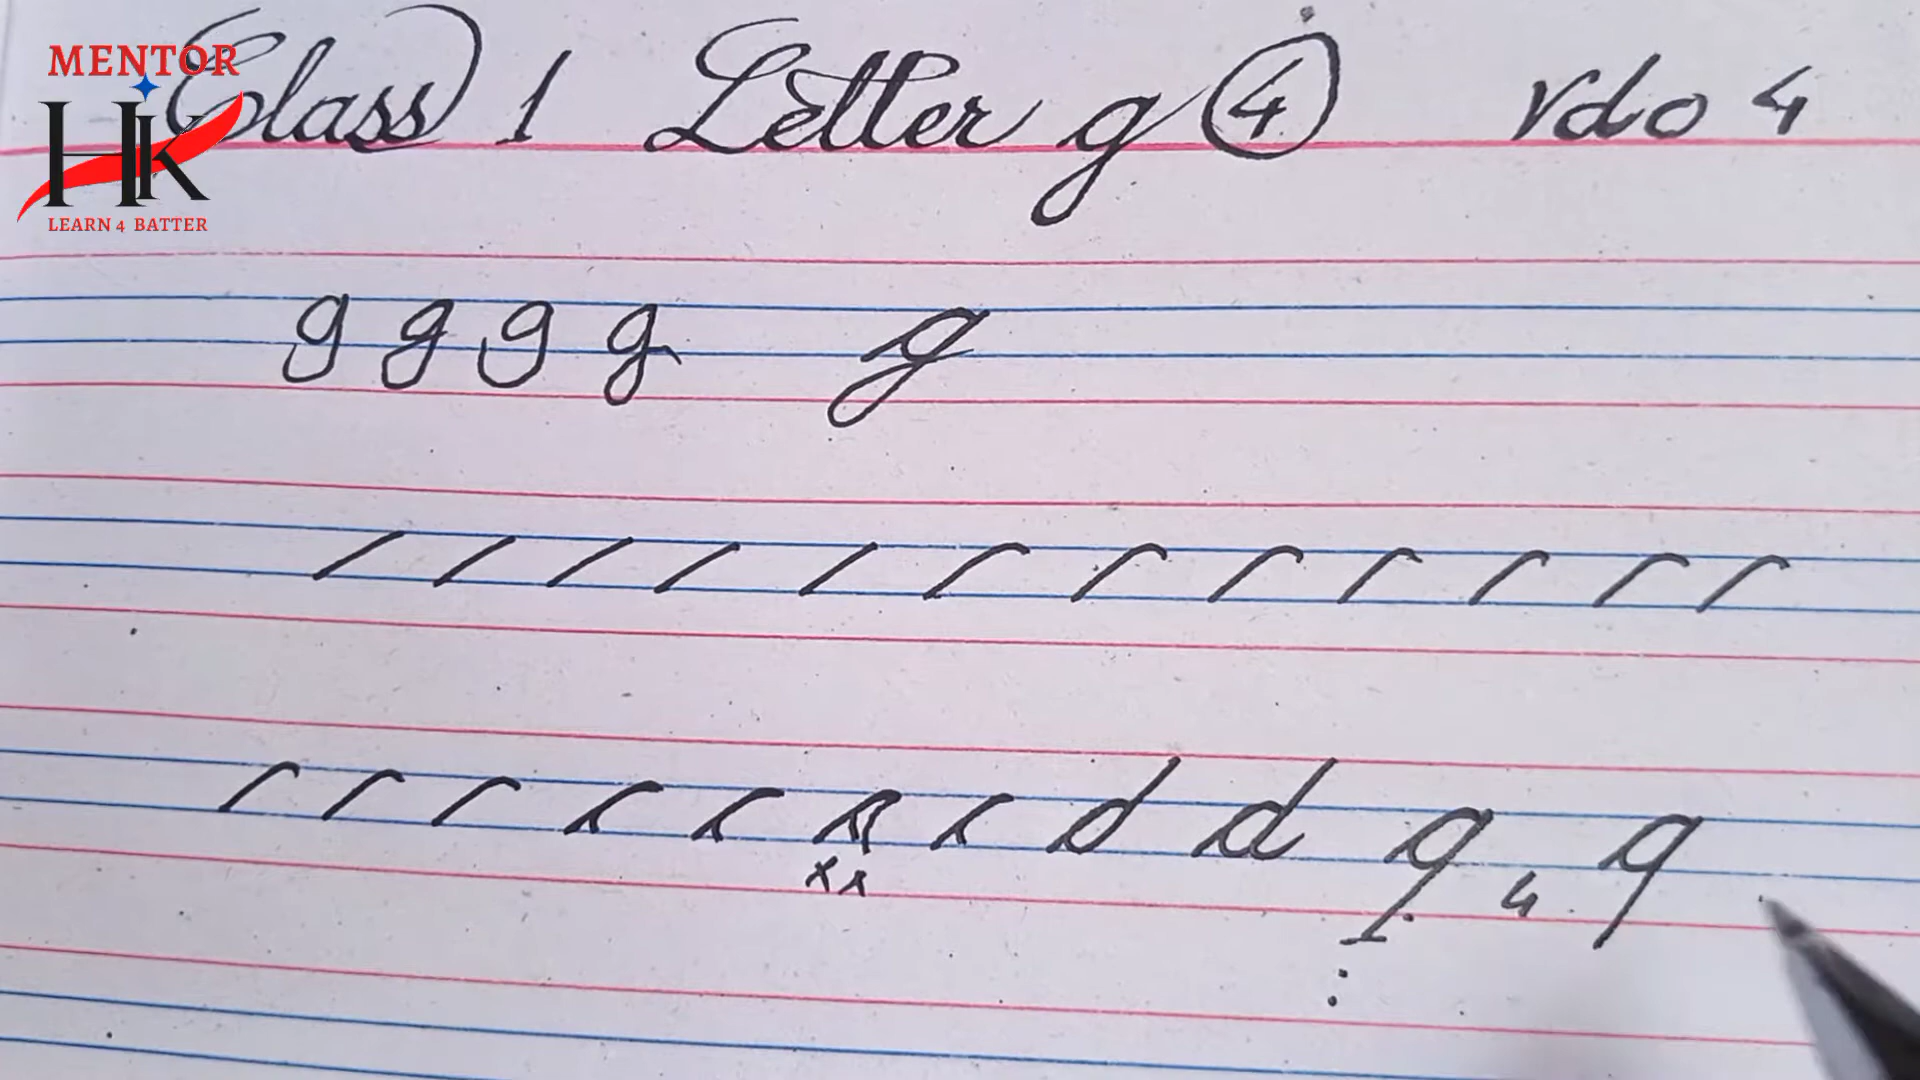 MENTOR
HK
LEARN 4 BATTER
Class 1 Letter g 4 vdo 4
g g g g g
d d q 4 q